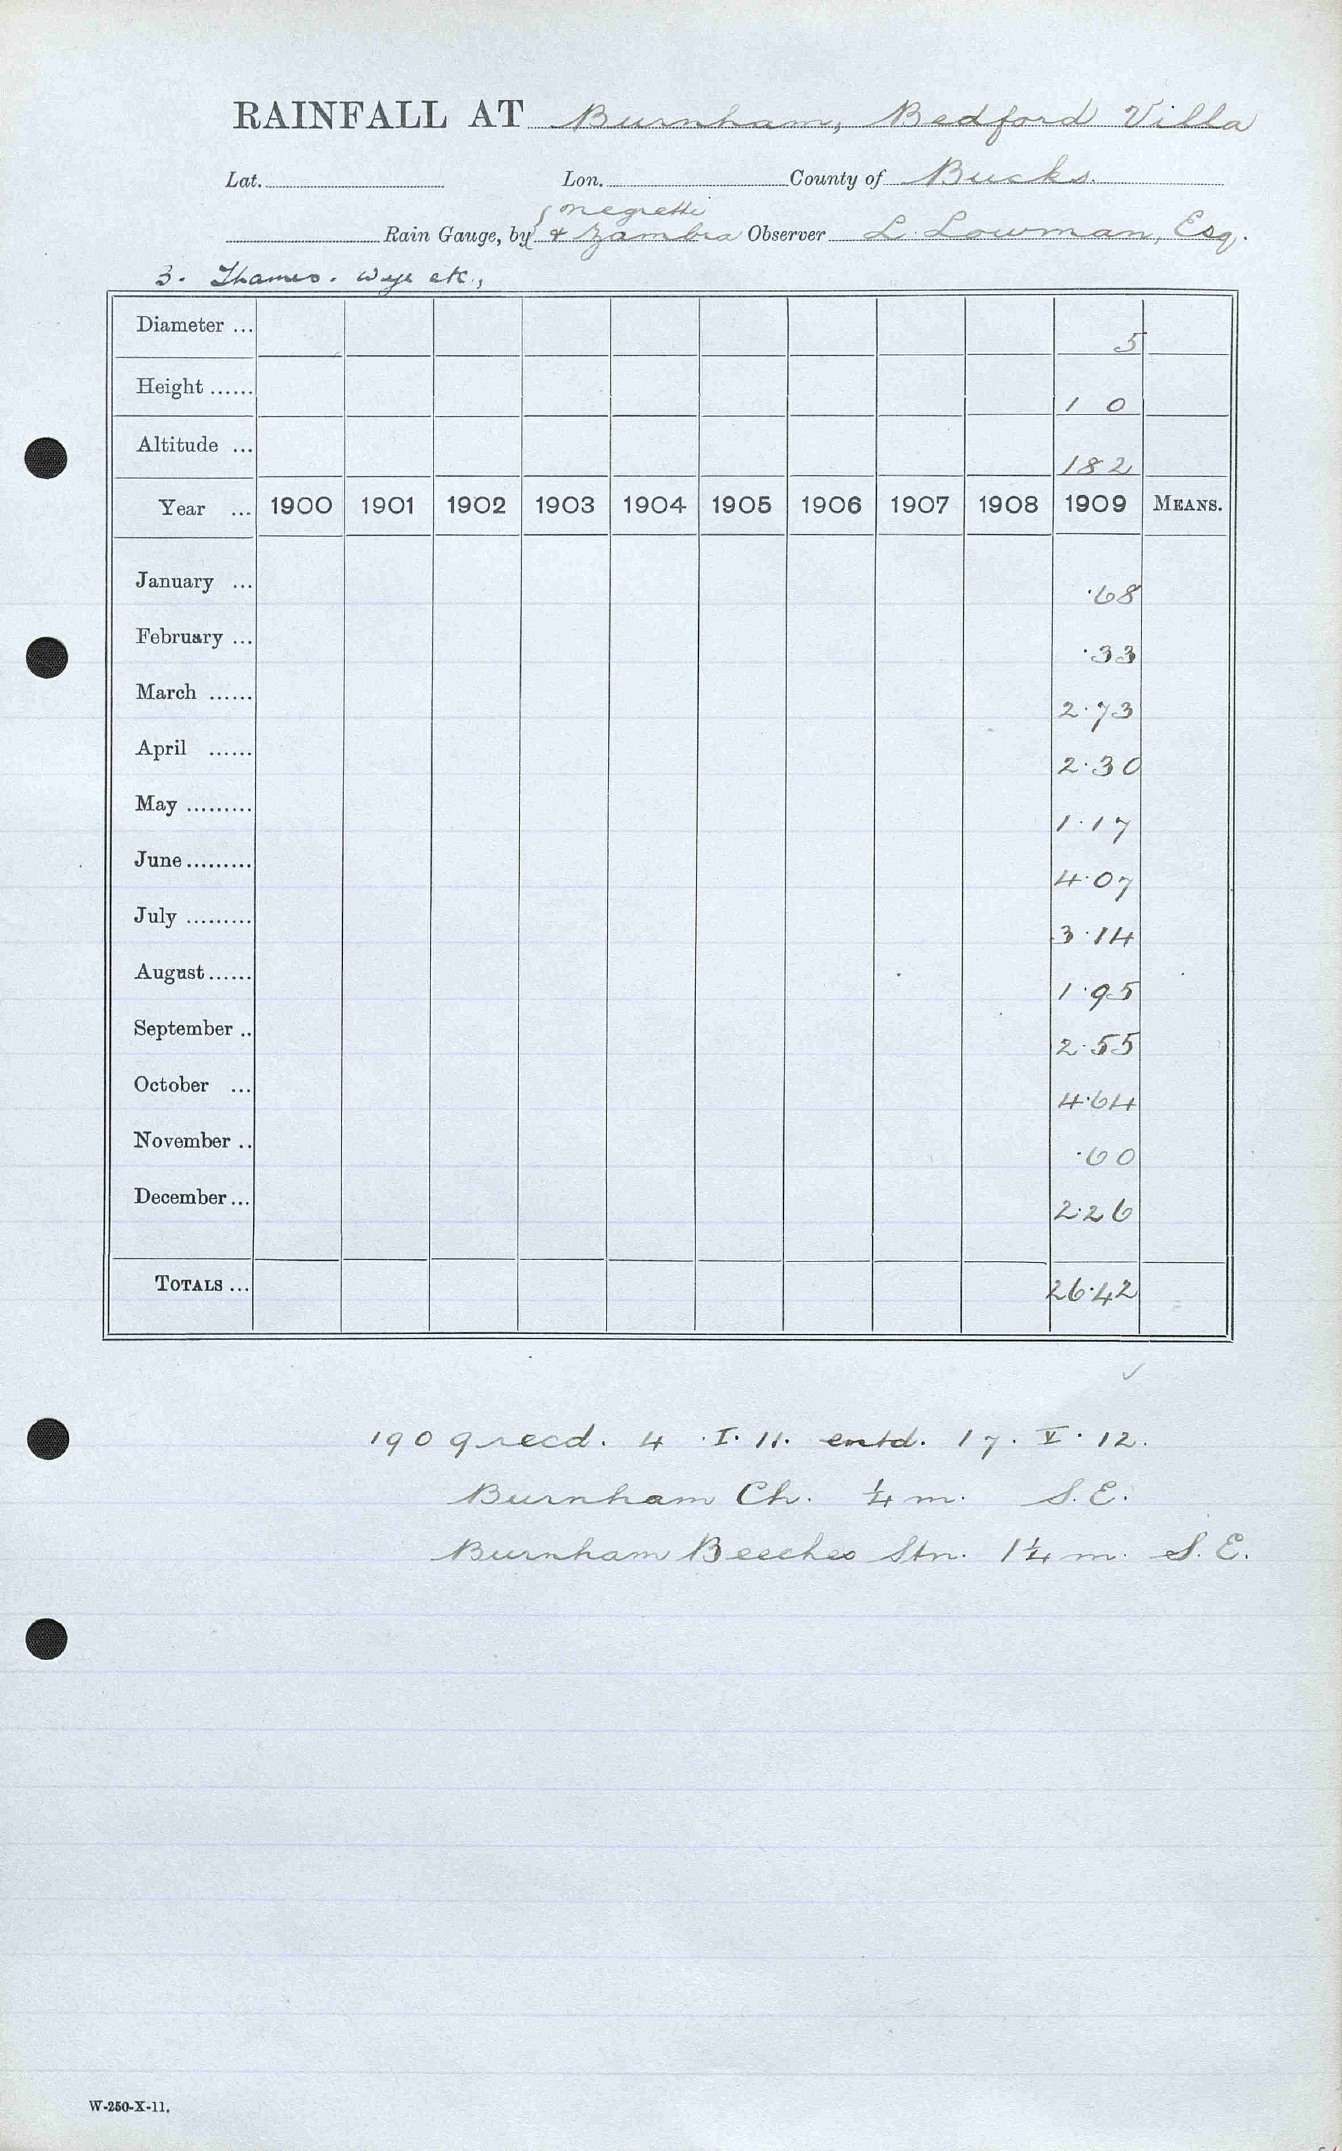 RAINFALL AT Burnham, Bedford Villa
Lat. Lon. County of Bucks.
Rain Gauge, by { Negretti & Zambra Observer L. Lowman, Esq.
3. Thames. Wye etc.,
Diameter ... 5
Height ...... 1 0
Altitude ... 182
Year ... 1900 1901 1902 1903 1904 1905 1906 1907 1908 1909 MEANS.
January ... ·68
February ... ·33
March ...... 2·73
April ...... 2·30
May ......... 1·17
June ......... 4·07
July ......... 3·14
August ...... 1·95
September .. 2·55
October ... 4·64
November .. ·60
December ... 2·26
TOTALS ... 26·42
✓
1909 recd. 4 .I. 11. entd. 17. V. 12.
Burnham Ch. ¼ m. S.E.
Burnham Beeches Stn. 1¼ m. S.E.
W-250-X-11.